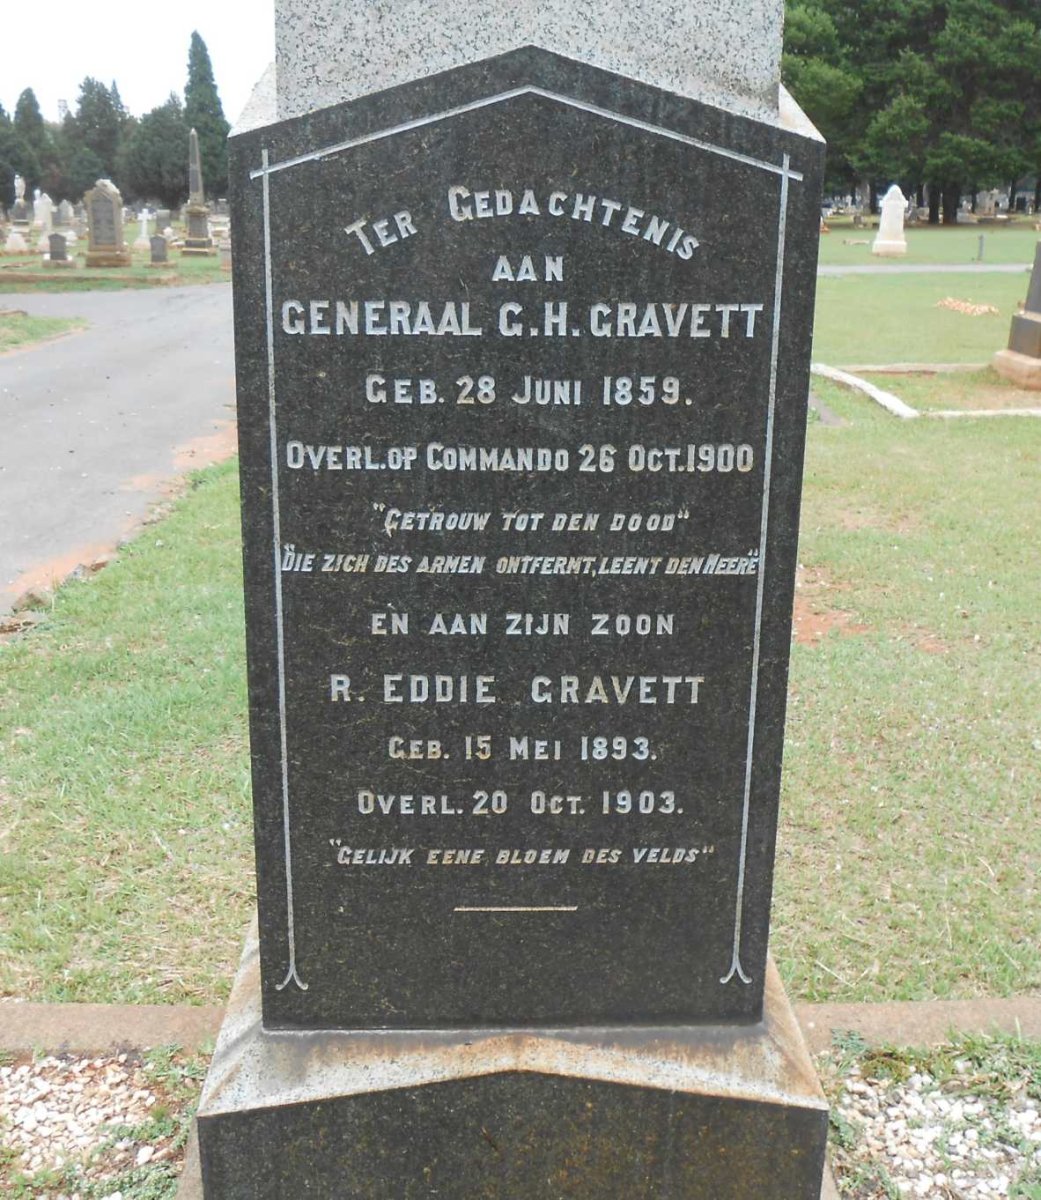 TER GEDACHTENIS
AAN
GENERAAL G.H. GRAVETT
GEB. 28 JUNI 1859.
OVERL. OP COMMANDO 26 OCT. 1900
"GETROUW TOT DEN DOOD"
"DIE ZICH DES ARMEN ONTFERMT, LEENT DEN HEERE"
EN AAN ZIJN ZOON
R. EDDIE GRAVETT
GEB. 15 MEI 1893.
OVERL. 20 OCT. 1903.
"GELIJK EENE BLOEM DES VELDS"